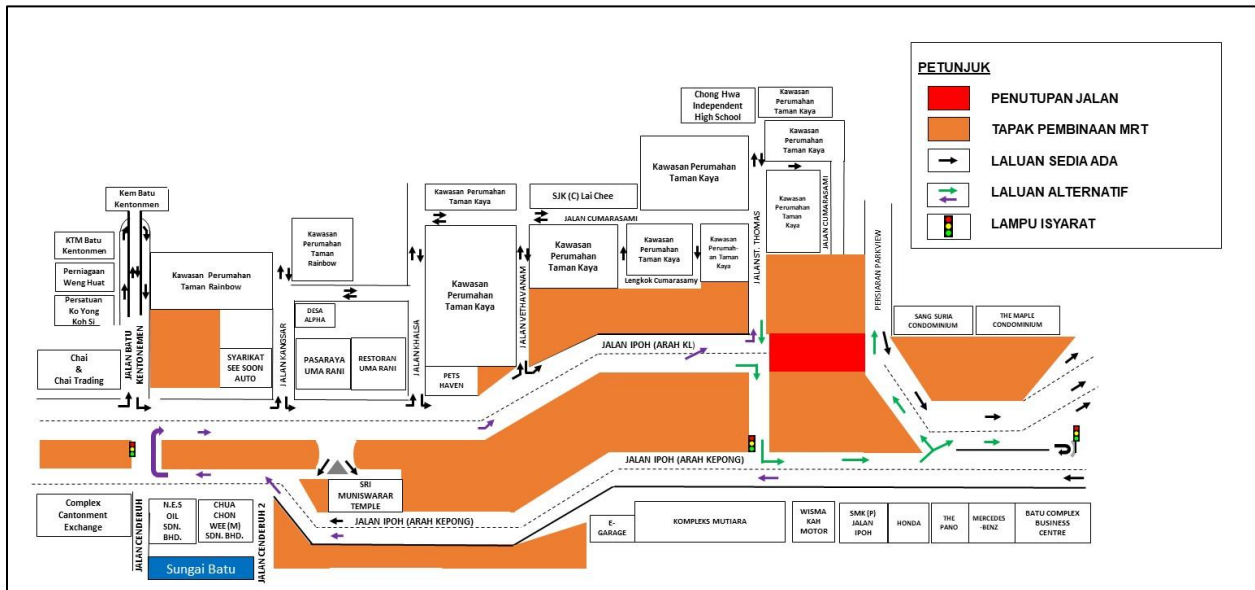 PETUNJUK
PENUTUPAN JALAN
TAPAK PEMBINAAN MRT
LALUAN SEDIA ADA
LALUAN ALTERNATIF
LAMPU ISYARAT
Chong Hwa
Independent
High School
Kawasan
Perumahan
Taman Kaya
Kawasan
Perumahan
Taman Kaya
Kawasan Perumahan
Taman Kaya
Kawasan
Perumahan
Taman
Kaya
JALAN CUMARASAMI
Kem Batu
Kentonmen
KTM Batu
Kentonmen
Perniagaan
Weng Huat
Persatuan
Ko Yong
Koh Si
Chai
&
Chai Trading
JALAN BATU
KENTONEMEN
Kawasan Perumahan
Taman Rainbow
SYARIKAT
SEE SOON
AUTO
JALAN KANGSAR
Kawasan
Perumahan
Taman
Rainbow
DESA
ALPHA
PASARAYA
UMA RANI
RESTORAN
UMA RANI
JALAN KHALSA
Kawasan Perumahan
Taman Kaya
Kawasan
Perumahan
Taman Kaya
PETS
HAVEN
JALAN VETHAVANAM
SJK (C) Lai Chee
JALAN CUMARASAMI
Kawasan
Perumahan
Taman Kaya
Kawasan
Perumahan
Taman Kaya
Kawasan
Perumah-
an Taman
Kaya
Lengkok Cumarasamy
JALAN ST. THOMAS
PERSIARAN PARKVIEW
SANG SURIA
CONDOMINIUM
THE MAPLE
CONDOMINIUM
JALAN IPOH (ARAH KL)
JALAN IPOH (ARAH KEPONG)
SRI
MUNISWARAR
TEMPLE
JALAN IPOH (ARAH KEPONG)
Complex
Cantonment
Exchange
JALAN CENDERUH
N.E.S
OIL
SDN.
BHD.
CHUA
CHON
WEE (M)
SDN. BHD.
JALAN CENDERUH 2
Sungai Batu
E-
GARAGE
KOMPLEKS MUTIARA
WISMA
KAH
MOTOR
SMK (P)
JALAN
IPOH
HONDA
THE
PANO
MERCEDES
-BENZ
BATU COMPLEX
BUSINESS
CENTRE